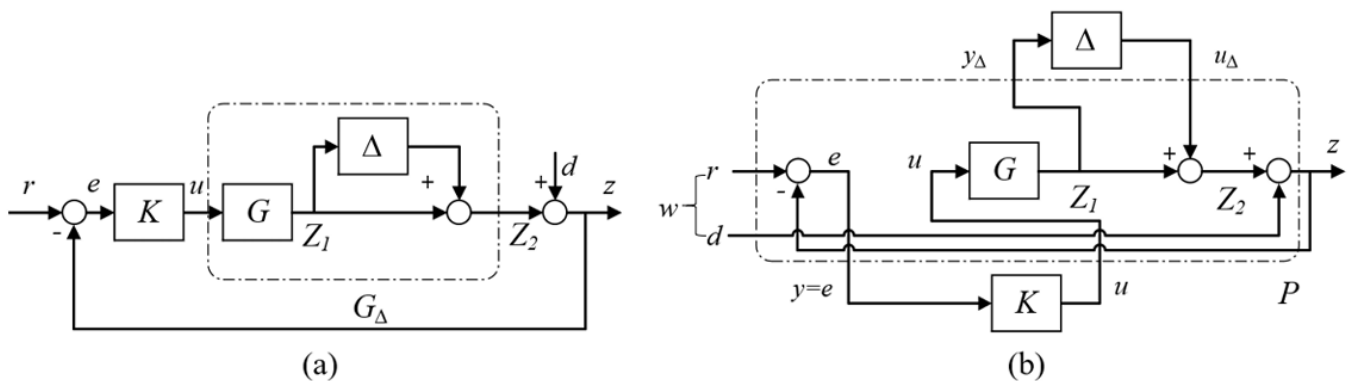 r
e
-
K
u
G
Z1
Δ
+
Z2
+
d
z
GΔ
(a)
w
r
d
-
e
y=e
K
u
u
G
Z1
yΔ
Δ
uΔ
+
Z2
+
z
P
(b)